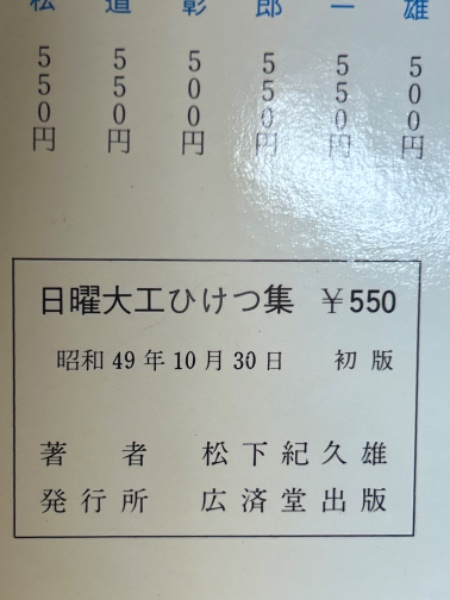 雄 500円
一 550円
郎 550円
彰 500円
道 550円
松 550円
日曜大工ひけつ集 ￥550
昭和49年10月30日 初版
著者 松下紀久雄
発行所 広済堂出版